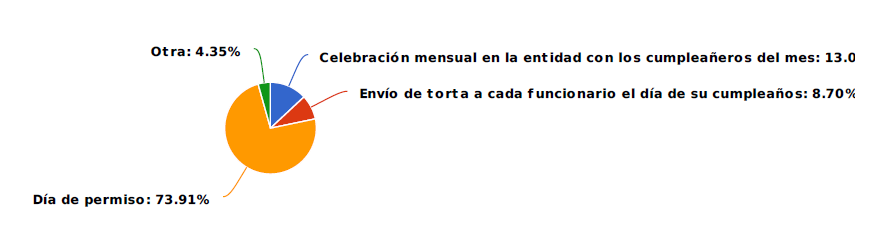 Otra: 4.35%
Celebración mensual en la entidad con los cumpleañeros del mes: 13.0
Envío de torta a cada funcionario el día de su cumpleaños: 8.70%
Día de permiso: 73.91%